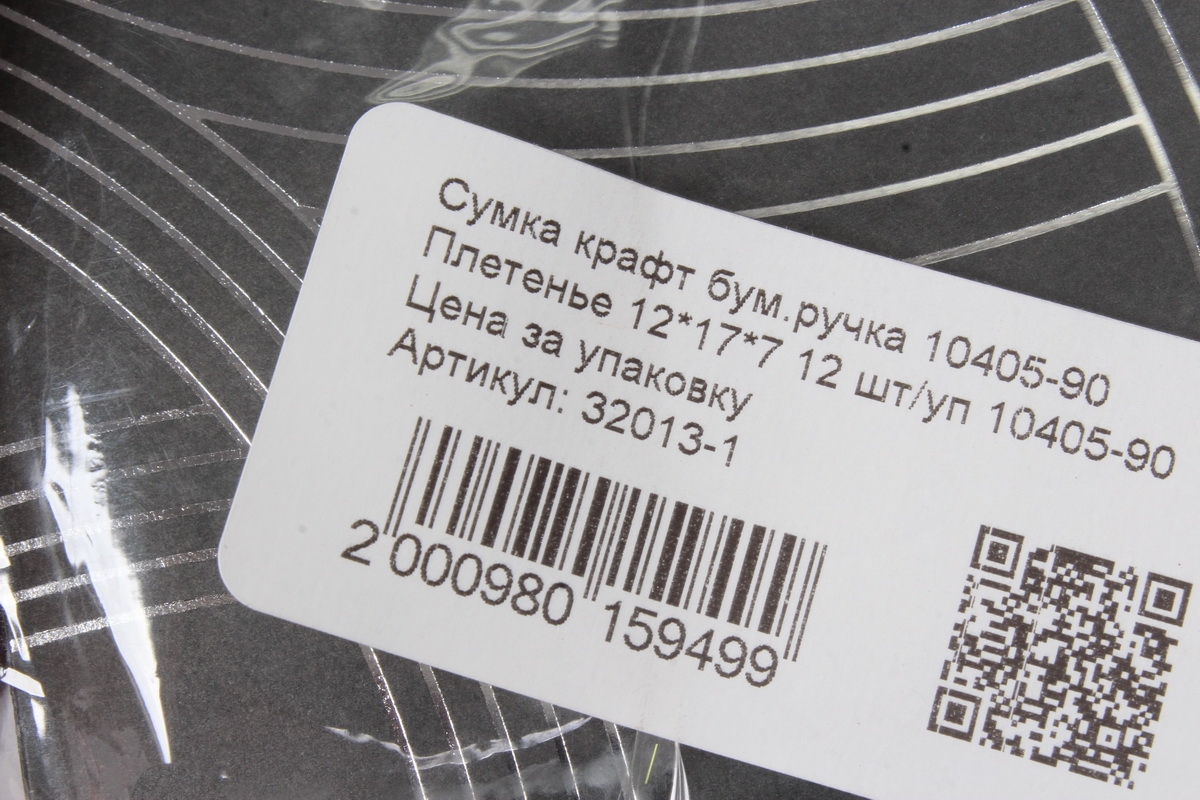 Сумка крафт бум.ручка 10405-90
Плетенье 12*17*7 12 шт/уп 10405-90
Цена за упаковку
Артикул: 32013-1
2 000980 159499